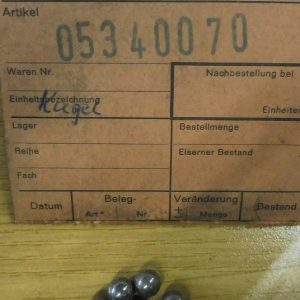 Artikel
05340070
Waren Nr.
Nachbestellung bei
Einheitsbezeichnung
Kugel
Einheiten
Lager
Bestellmenge
Reihe
Eiserner Bestand
Fach
Datum
Beleg-
Veränderung
Bestand
Art *
Nr.
+
Menge